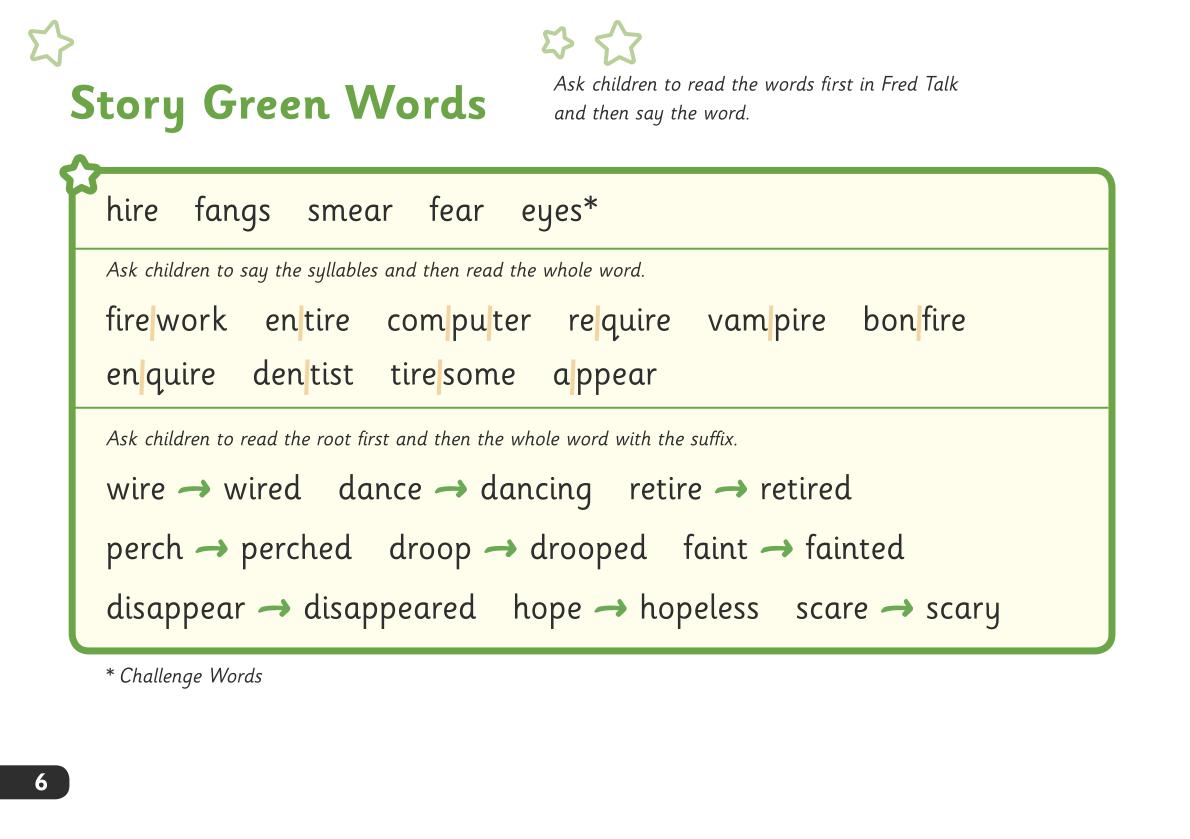 Story Green Words
Ask children to read the words first in Fred Talk
and then say the word.
hire fangs smear fear eyes*
Ask children to say the syllables and then read the whole word.
fire|work en|tire com|pu|ter re|quire vam|pire bon|fire
en|quire den|tist tire|some a|ppear
Ask children to read the root first and then the whole word with the suffix.
wire → wired dance → dancing retire → retired
perch → perched droop → drooped faint → fainted
disappear → disappeared hope → hopeless scare → scary
* Challenge Words
6